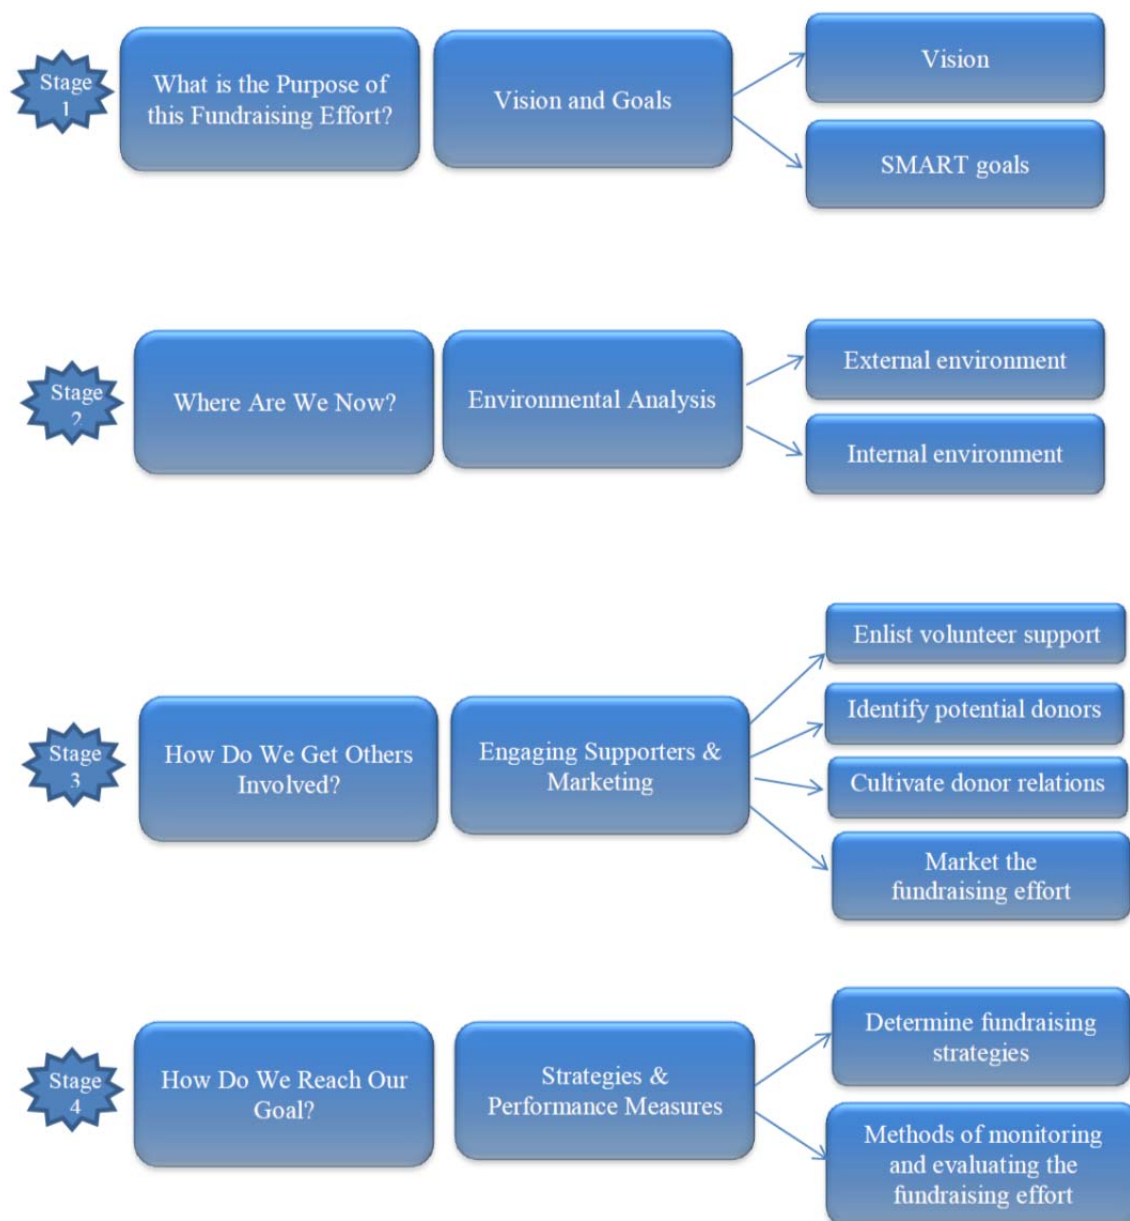 Stage
1
What is the Purpose of
this Fundraising Effort?
Vision and Goals
Vision
SMART goals
Stage
2
Where Are We Now?
Environmental Analysis
External environment
Internal environment
Stage
3
How Do We Get Others
Involved?
Engaging Supporters &
Marketing
Enlist volunteer support
Identify potential donors
Cultivate donor relations
Market the
fundraising effort
Stage
4
How Do We Reach Our
Goal?
Strategies &
Performance Measures
Determine fundraising
strategies
Methods of monitoring
and evaluating the
fundraising effort